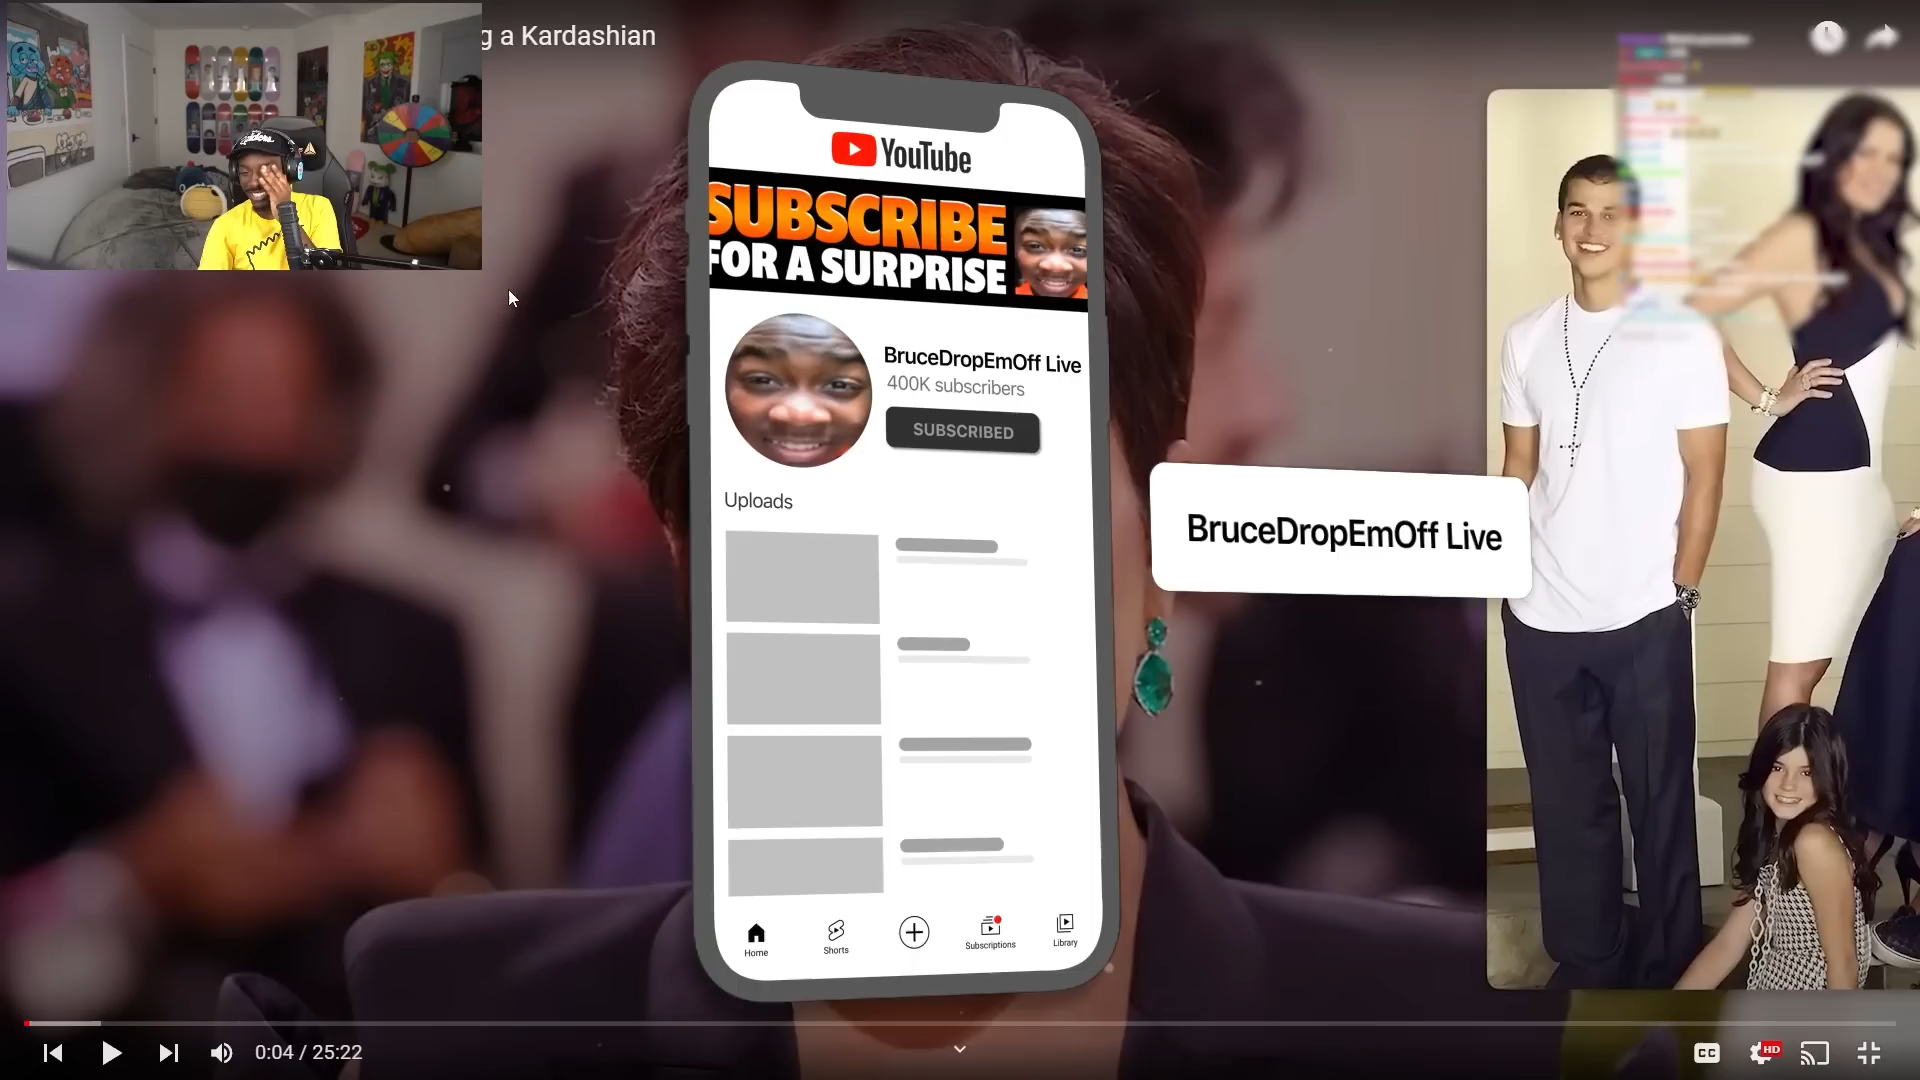 g a Kardashian
YouTube
SUBSCRIBE
FOR A SURPRISE
BruceDropEmOff Live
400K subscribers
SUBSCRIBED
BruceDropEmOff Live
Uploads
Home
Shorts
Subscriptions
Library
0:04 / 25:22
CC
HD